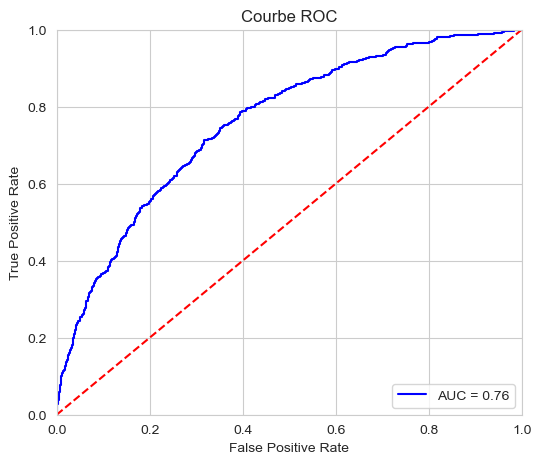 Courbe ROC
True Positive Rate
1.0
0.8
0.6
0.4
0.2
0.0
0.0 0.2 0.4 0.6 0.8 1.0
False Positive Rate
AUC = 0.76